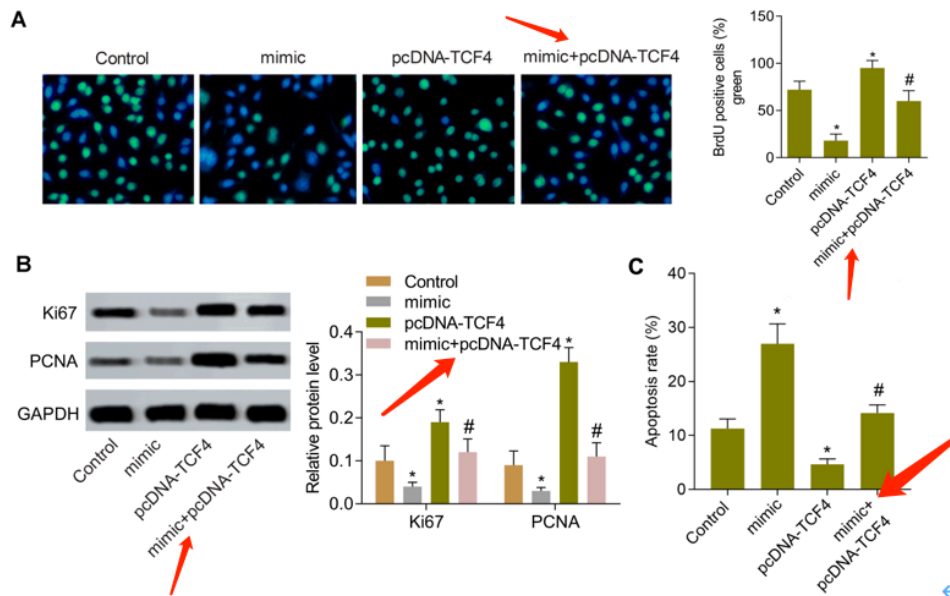 A
Control
mimic
pcDNA-TCF4
mimic+pcDNA-TCF4
BrdU positive cells (%)
green
150
100
50
0
*
*
#
Control
mimic
pcDNA-TCF4
mimic+pcDNA-TCF4
B
Ki67
PCNA
GAPDH
Control
mimic
pcDNA-TCF4
mimic+pcDNA-TCF4
Control
mimic
pcDNA-TCF4
mimic+pcDNA-TCF4
Relative protein level
0.4
0.3
0.2
0.1
0.0
*
*
#
*
*
#
Ki67
PCNA
C
Apoptosis rate (%)
40
30
20
10
0
*
*
#
Control
mimic
pcDNA-TCF4
mimic+
pcDNA-TCF4